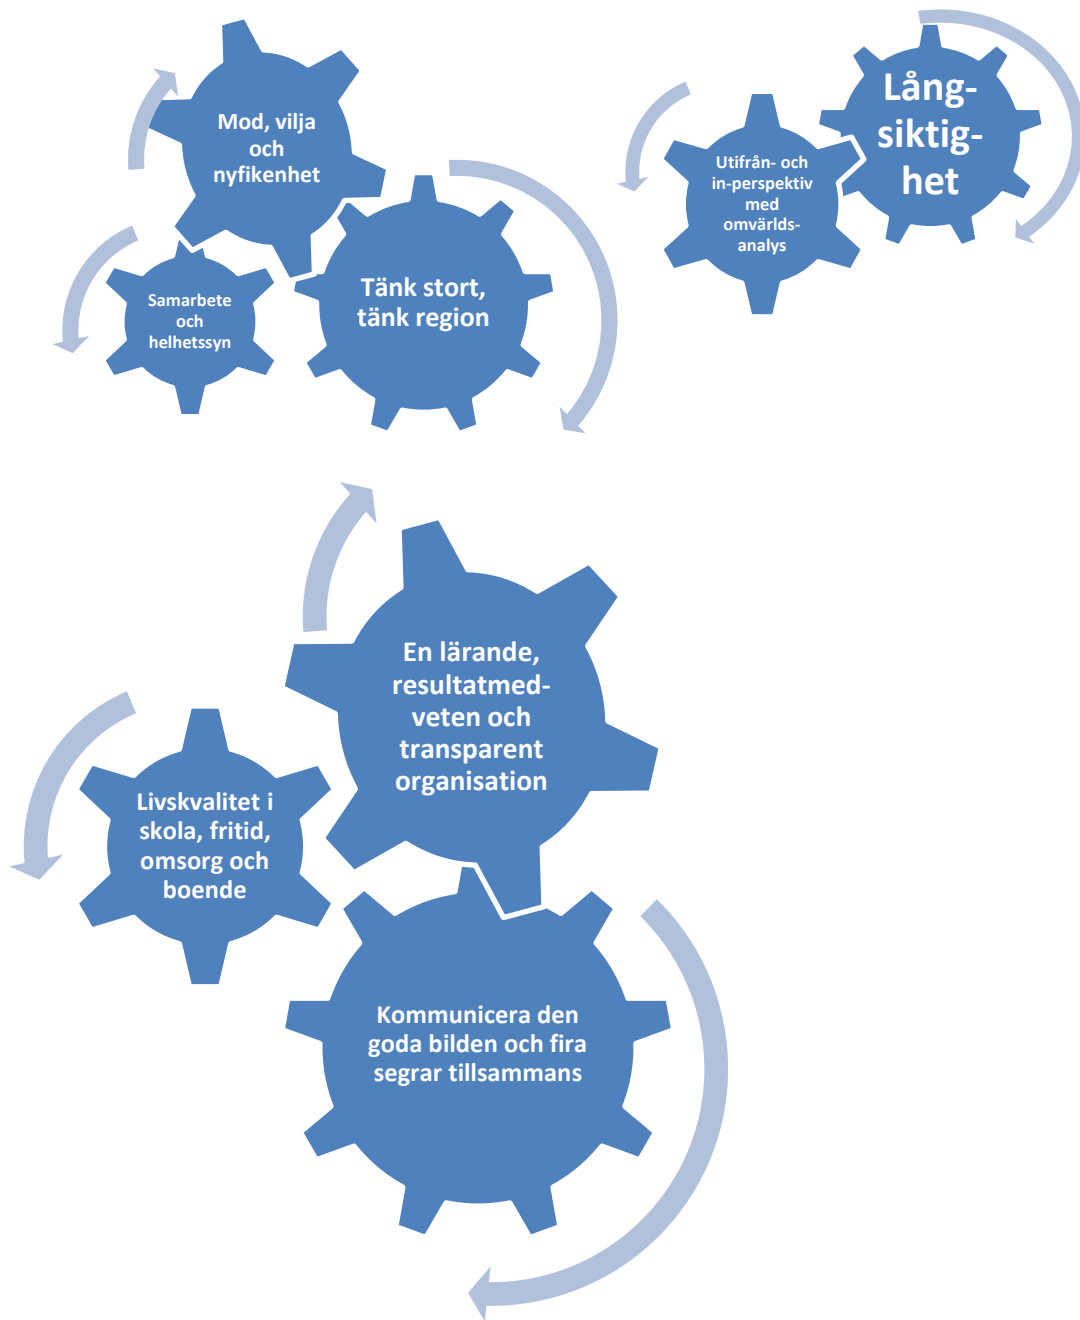 Mod, vilja
och
nyfikenhet
Samarbete
och
helhetssyn
Tänk stort,
tänk region
Utifrån- och
in-perspektiv
med
omvärlds-
analys
Lång-
siktig-
het
En lärande,
resultatmed-
veten och
transparent
organisation
Livskvalitet i
skola, fritid,
omsorg och
boende
Kommunicera den
goda bilden och fira
segrar tillsammans